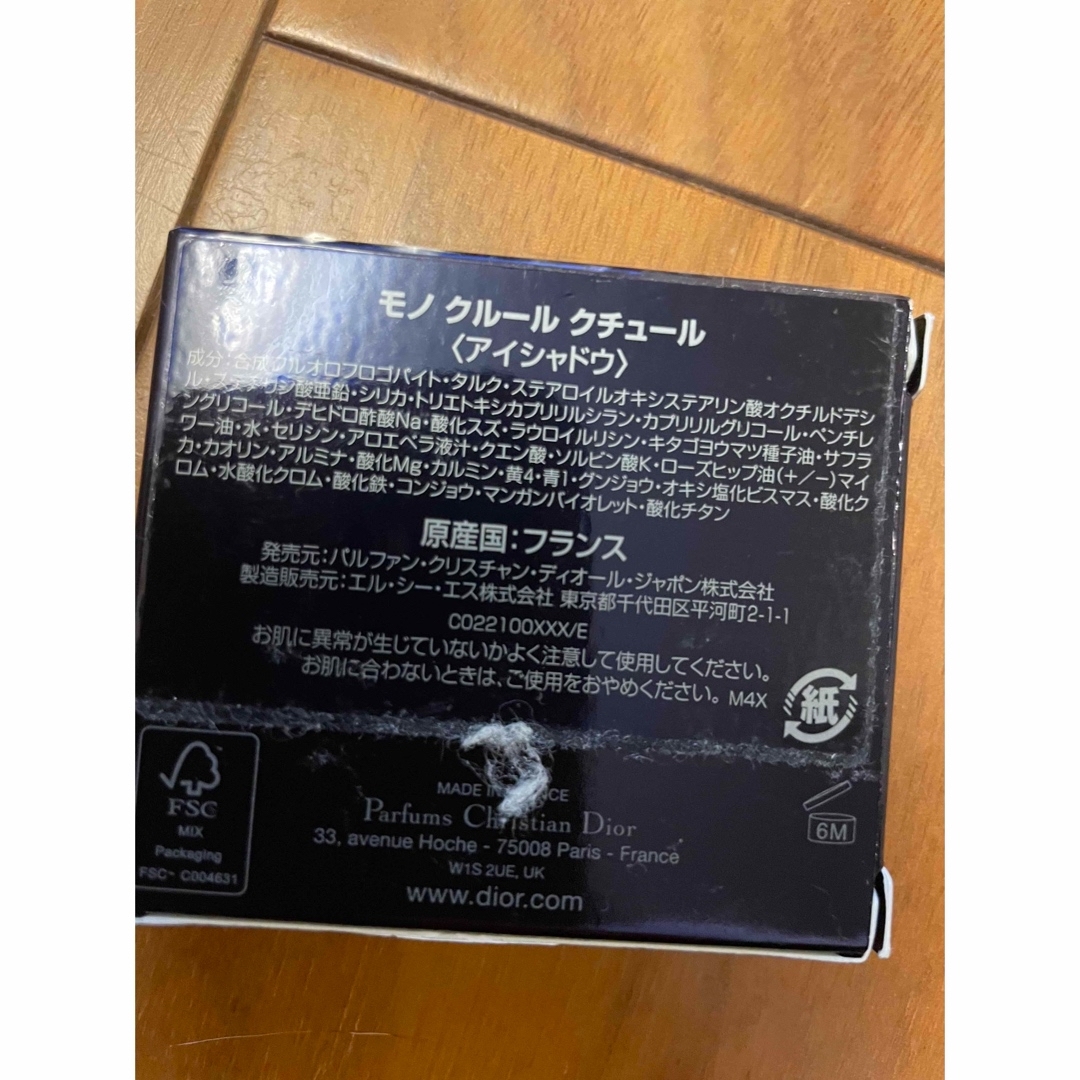 モノ クルール クチュール
〈アイシャドウ〉
成分：合成フルオロフロゴパイト・タルク・ステアロイルオキシステアリン酸オクチルドデシ
ル・ステアリン酸亜鉛・シリカ・トリエトキシカプリリルシラン・カプリリルグリコール・ペンチレ
ングリコール・デヒドロ酢酸Na・酸化スズ・ラウロイルリシン・キタゴヨウマツ種子油・サフラ
ワー油・水・セリシン・アロエベラ液汁・クエン酸・ソルビン酸K・ローズヒップ油(+/−)マイ
カ・カオリン・アルミナ・酸化Mg・カルミン・黄4・青1・グンジョウ・オキシ塩化ビスマス・酸化ク
ロム・水酸化クロム・酸化鉄・コンジョウ・マンガンバイオレット・酸化チタン
原産国：フランス
発売元：パルファン・クリスチャン・ディオール・ジャポン株式会社
製造販売元：エル・シー・エス株式会社 東京都千代田区平河町2-1-1
C022100XXX/E
お肌に異常が生じていないかよく注意して使用してください。
お肌に合わないときは、ご使用をおやめください。 M4X
紙
FSC
MIX
Packaging
FSC™ C004631
MADE IN
Parfums Christian Dior
33, avenue Hoche - 75008 Paris - France
W1S 2UE, UK
www.dior.com
6M